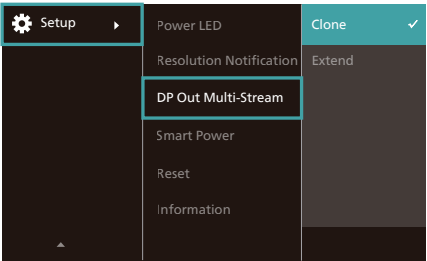 Setup
Power LED
Resolution Notification
DP Out Multi-Stream
Smart Power
Reset
Information
Clone
Extend